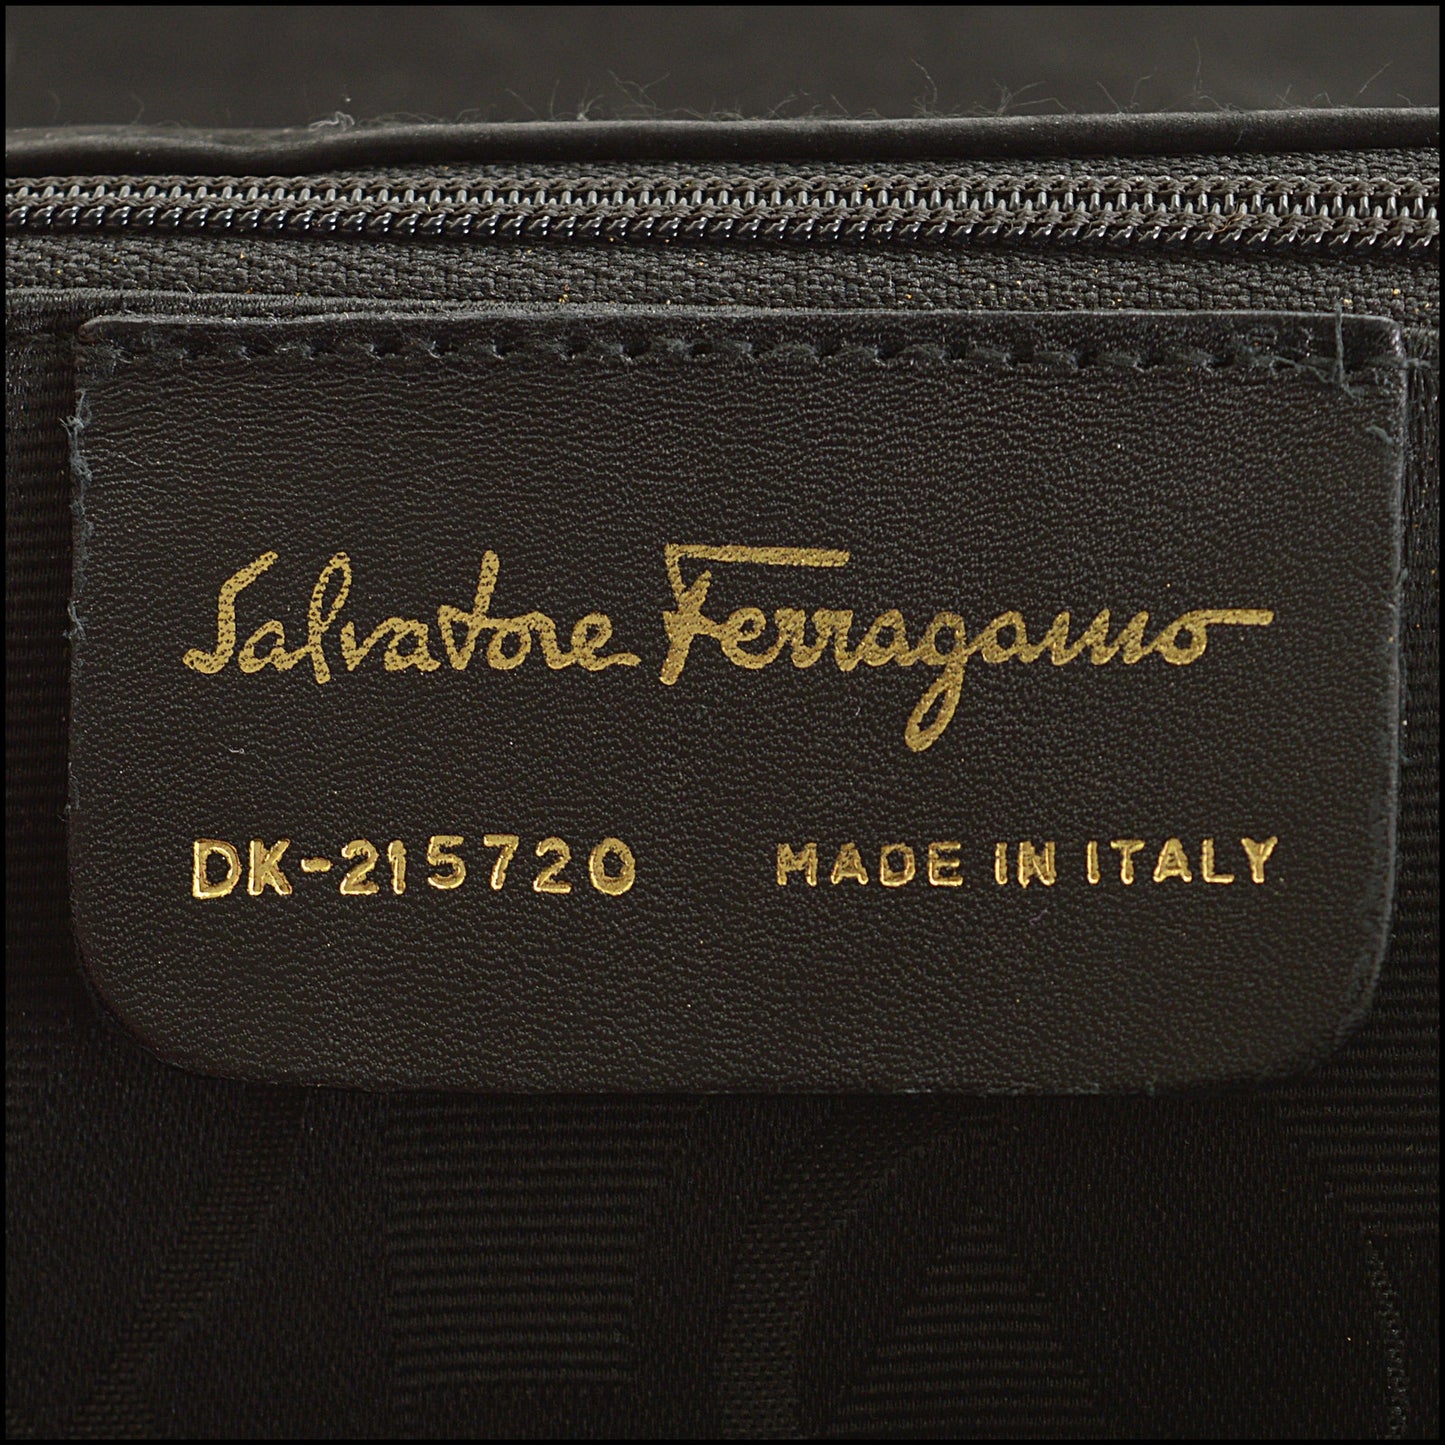 Salvatore Ferragamo
DK-215720 MADE IN ITALY